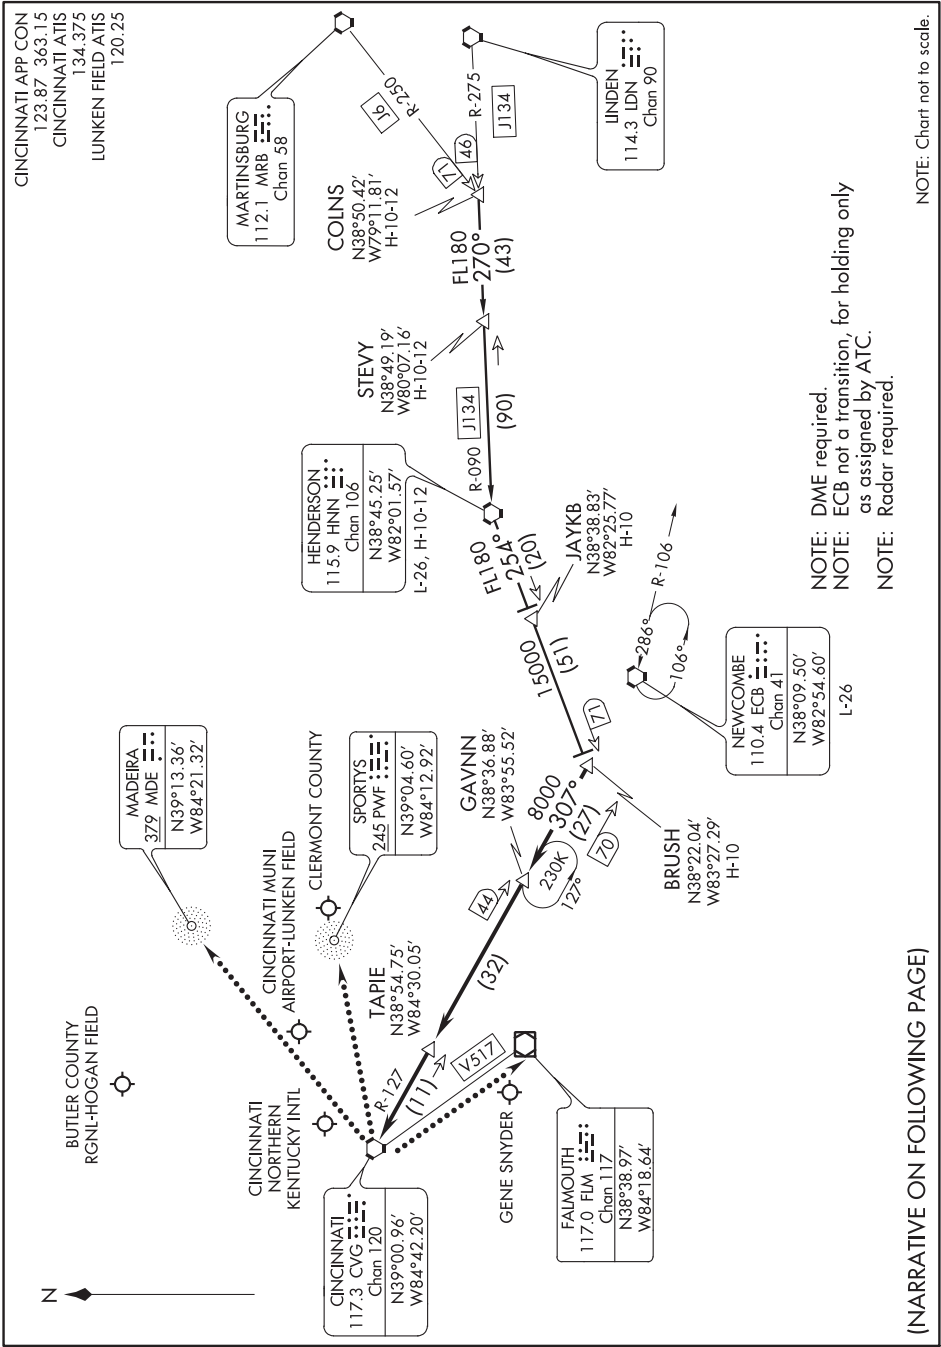 CINCINNATI APP CON
123.87 363.15
CINCINNATI ATIS
134.375
LUNKEN FIELD ATIS
120.25
N
BUTLER COUNTY
RGNL-HOGAN FIELD
MADEIRA
379 MDE
N39°13.36′
W84°21.32′
CINCINNATI MUNI
AIRPORT-LUNKEN FIELD
CLERMONT COUNTY
SPORTYS
245 PWF
N39°04.60′
W84°12.92′
CINCINNATI
NORTHERN
KENTUCKY INTL
CINCINNATI
117.3 CVG
Chan 120
N39°00.96′
W84°42.20′
R-127
(11)
TAPIE
N38°54.75′
W84°30.05′
V517
GENE SNYDER
FALMOUTH
117.0 FLM
Chan 117
N38°38.97′
W84°18.64′
(32)
44
GAVNN
N38°36.88′
W83°55.52′
230K
127°
8000
307°
(27)
70
BRUSH
N38°22.04′
W83°27.29′
H-10
71
15000
(51)
JAYKB
N38°38.83′
W82°25.77′
H-10
FL180
254°
(20)
HENDERSON
115.9 HNN
Chan 106
N38°45.25′
W82°01.57′
L-26, H-10-12
R-090
J134
(90)
STEVY
N38°49.19′
W80°07.16′
H-10-12
FL180
270°
(43)
COLNS
N38°50.42′
W79°11.81′
H-10-12
71
46
J6
R-250
R-275
J134
MARTINSBURG
112.1 MRB
Chan 58
LINDEN
114.3 LDN
Chan 90
286°
106°
R-106
NEWCOMBE
110.4 ECB
Chan 41
N38°09.50′
W82°54.60′
L-26
NOTE: DME required.
NOTE: ECB not a transition, for holding only
as assigned by ATC.
NOTE: Radar required.
NOTE: Chart not to scale.
(NARRATIVE ON FOLLOWING PAGE)